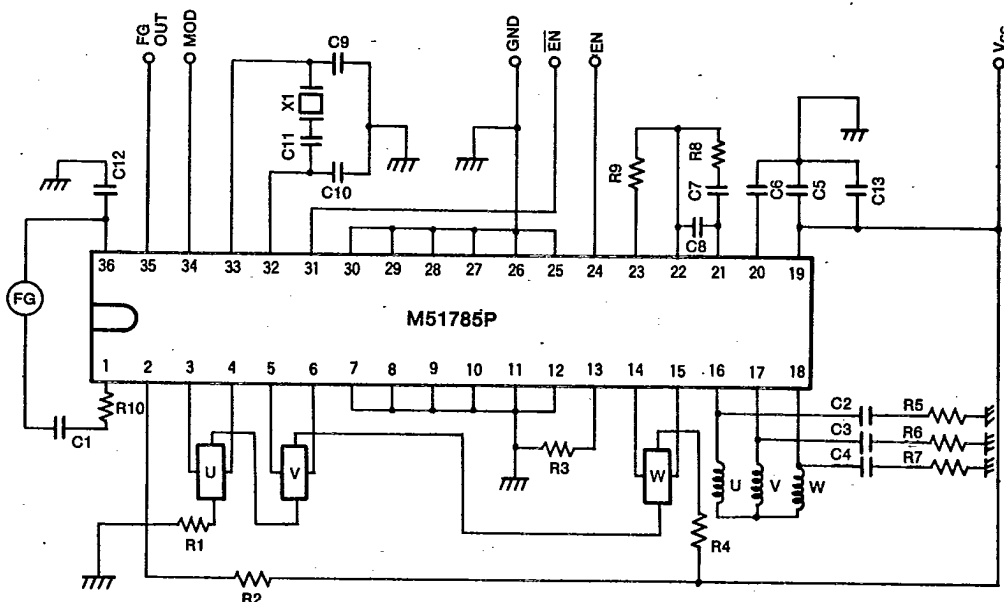 FG OUT
MOD
C9
GND
EN
EN
Vcc
X1
C11
C10
C12
R9
R8
C7
C8
C6
C5
C13
36 35 34 33 32 31 30 29 28 27 26 25 24 23 22 21 20 19
FG
M51785P
1 2 3 4 5 6 7 8 9 10 11 12 13 14 15 16 17 18
R10
C1
C2 R5
C3 R6
C4 R7
U V W
U V W
R3
R1
R4
R2